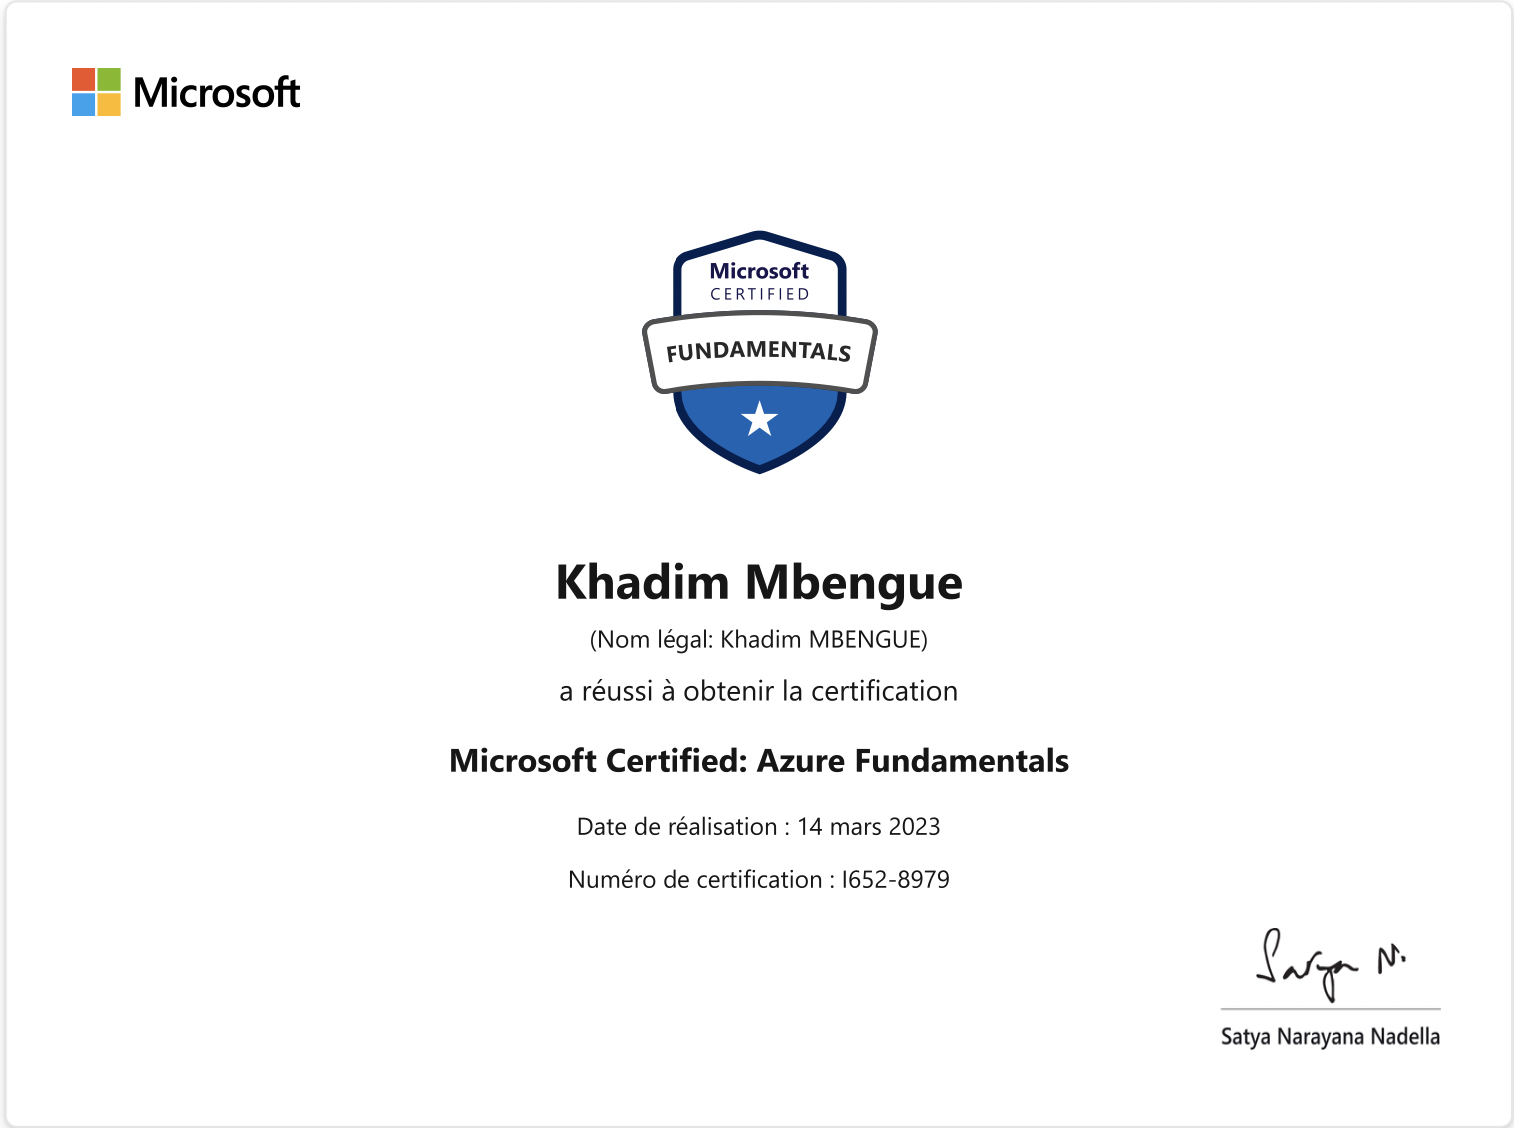 Microsoft
Microsoft
CERTIFIED
FUNDAMENTALS
Khadim Mbengue
(Nom légal: Khadim MBENGUE)
a réussi à obtenir la certification
Microsoft Certified: Azure Fundamentals
Date de réalisation : 14 mars 2023
Numéro de certification : I652-8979
Satya N.
Satya Narayana Nadella